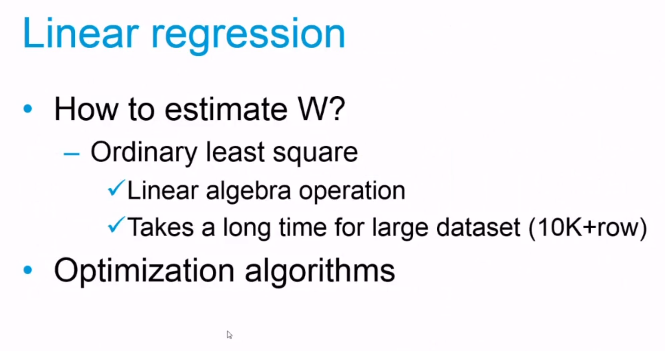 Linear regression
• How to estimate W?
– Ordinary least square
✓Linear algebra operation
✓Takes a long time for large dataset (10K+row)
• Optimization algorithms